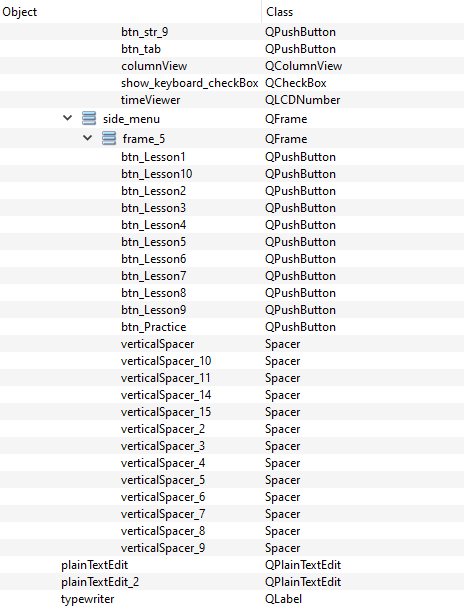 Object Class
btn_str_9 QPushButton
btn_tab QPushButton
columnView QColumnView
show_keyboard_checkBox QCheckBox
timeViewer QLCDNumber
side_menu QFrame
frame_5 QFrame
btn_Lesson1 QPushButton
btn_Lesson10 QPushButton
btn_Lesson2 QPushButton
btn_Lesson3 QPushButton
btn_Lesson4 QPushButton
btn_Lesson5 QPushButton
btn_Lesson6 QPushButton
btn_Lesson7 QPushButton
btn_Lesson8 QPushButton
btn_Lesson9 QPushButton
btn_Practice QPushButton
verticalSpacer Spacer
verticalSpacer_10 Spacer
verticalSpacer_11 Spacer
verticalSpacer_14 Spacer
verticalSpacer_15 Spacer
verticalSpacer_2 Spacer
verticalSpacer_3 Spacer
verticalSpacer_4 Spacer
verticalSpacer_5 Spacer
verticalSpacer_6 Spacer
verticalSpacer_7 Spacer
verticalSpacer_8 Spacer
verticalSpacer_9 Spacer
plainTextEdit QPlainTextEdit
plainTextEdit_2 QPlainTextEdit
typewriter QLabel